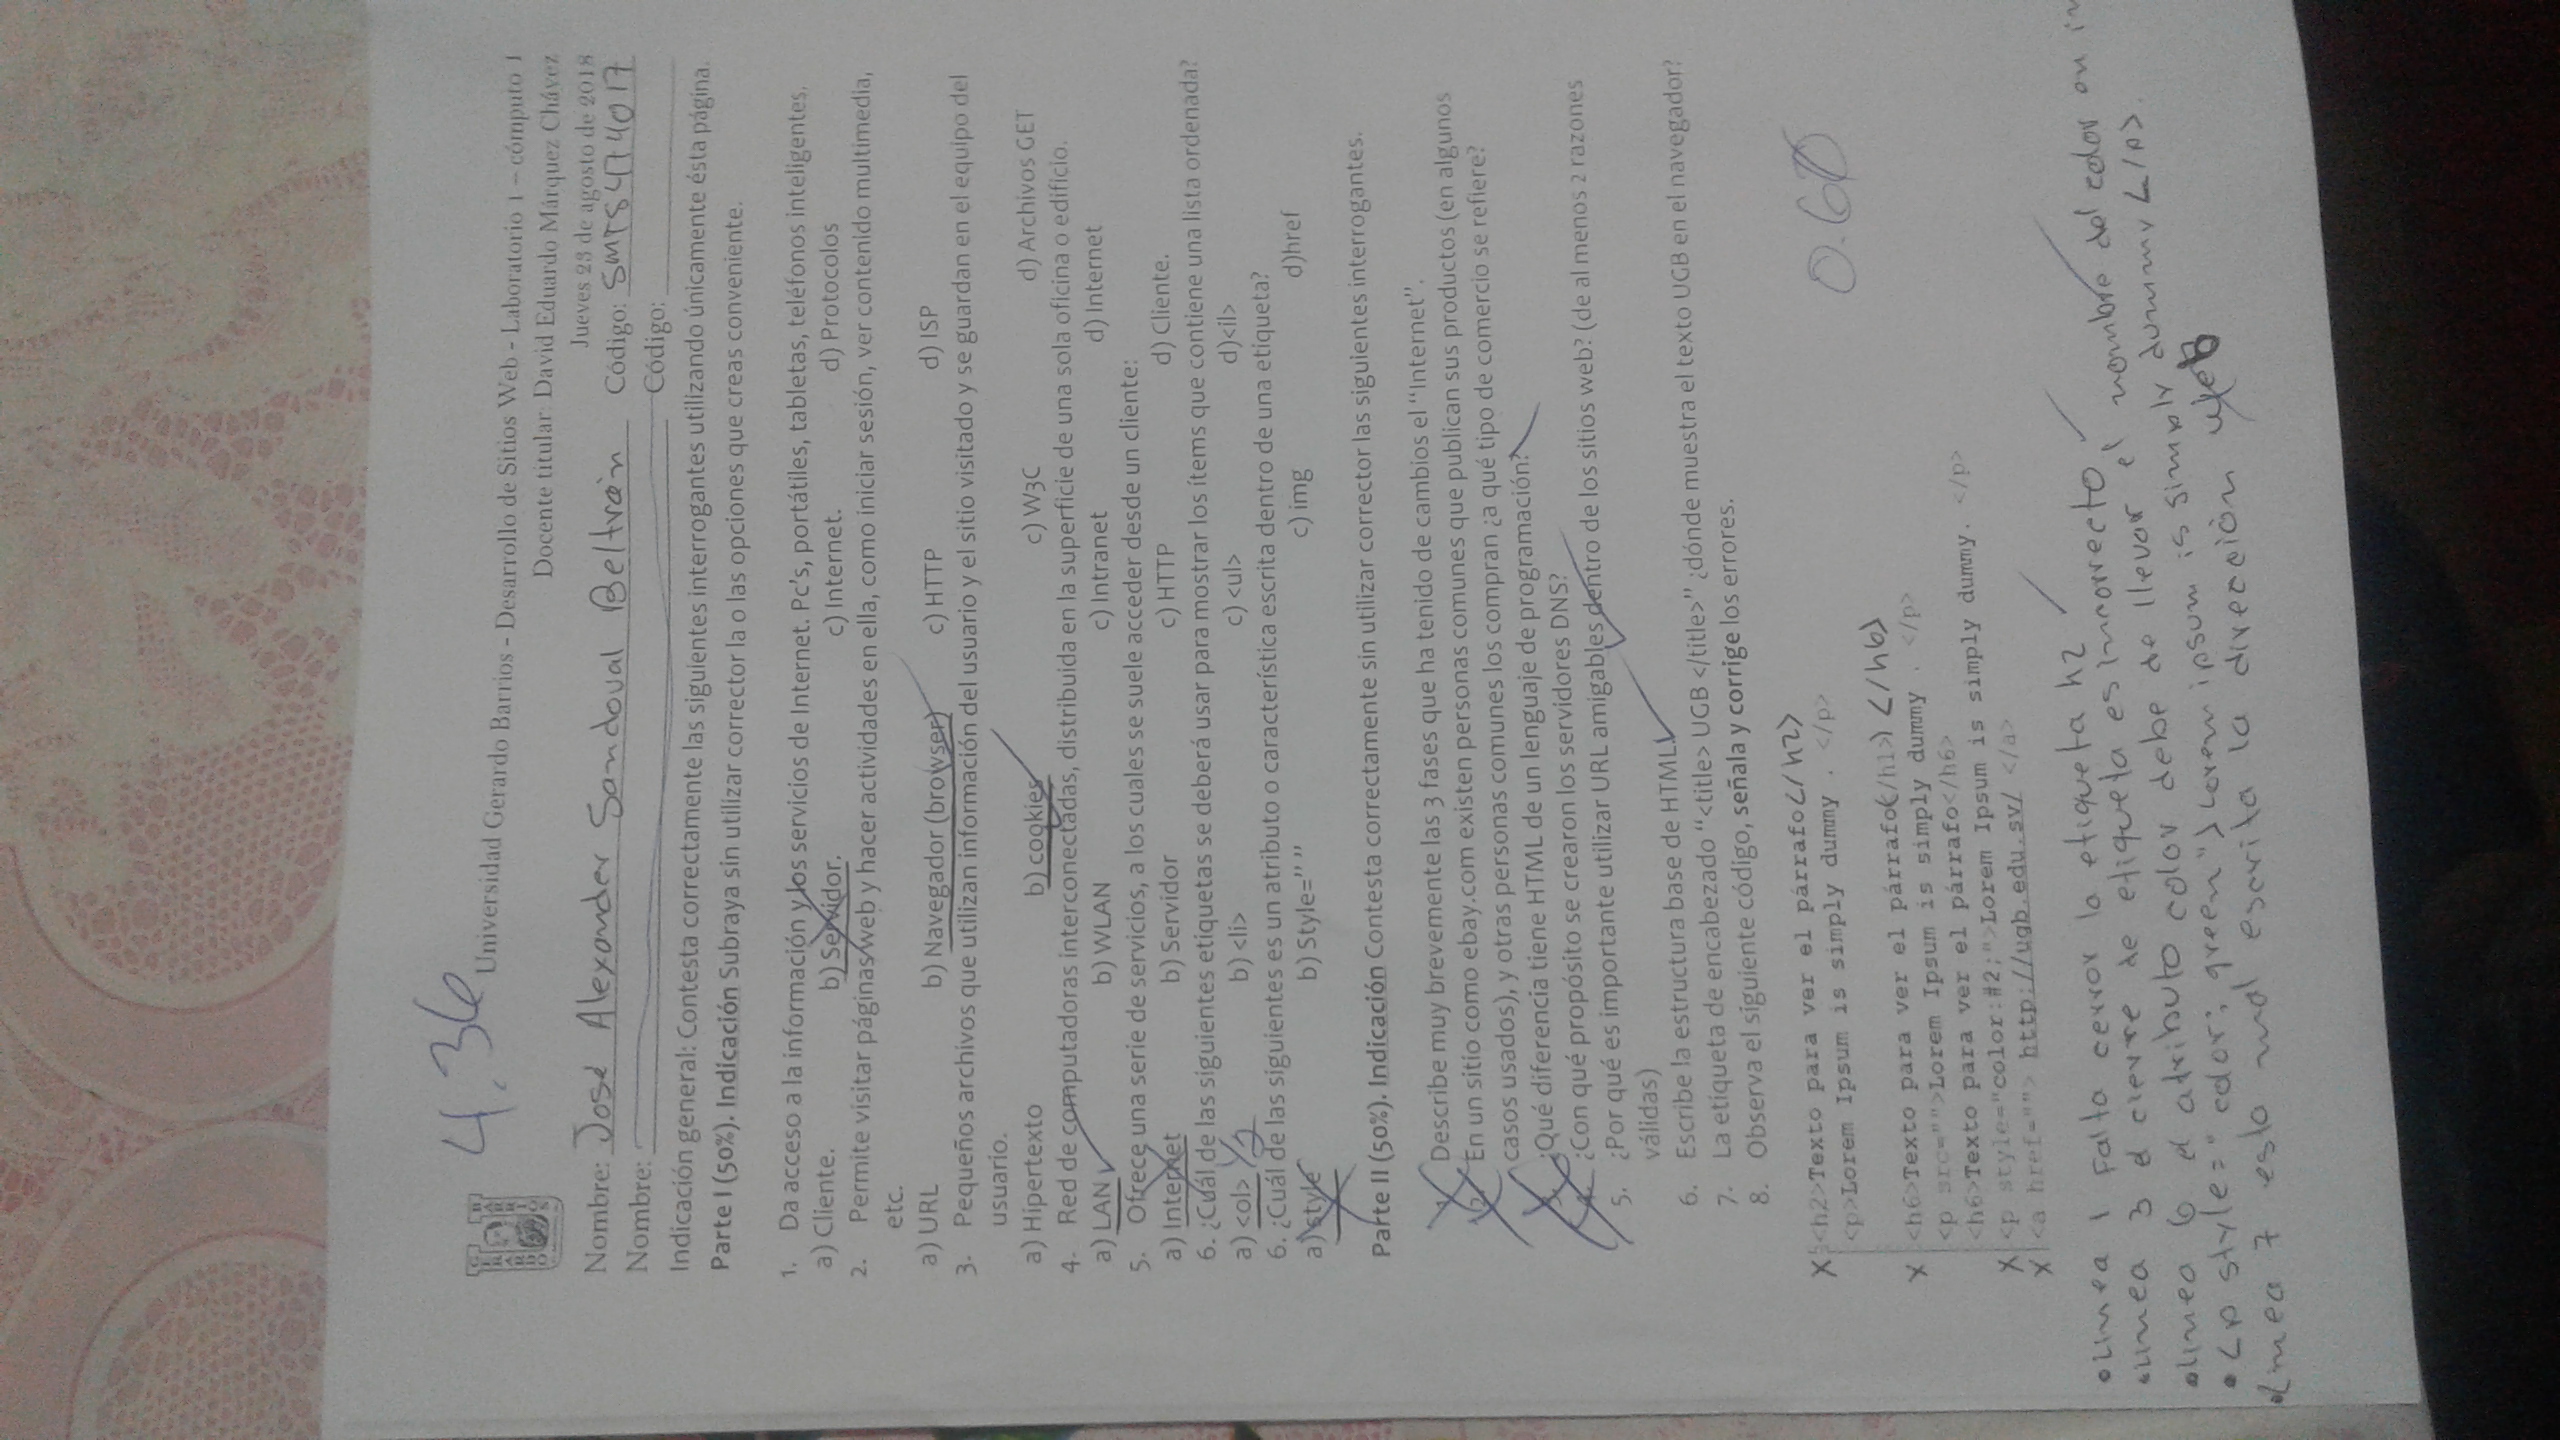 4.36
GERARDO BARRIOS
Universidad Gerardo Barrios - Desarrollo de Sitios Web - Laboratorio 1 – cómputo 1
Docente titular: David Eduardo Márquez Chávez
Jueves 23 de agosto de 2018
Nombre: José Alexander Sandoval Beltrán Código: SMTS474017
Nombre: Código:
Indicación general: Contesta correctamente las siguientes interrogantes utilizando únicamente ésta página.
Parte I (50%). Indicación Subraya sin utilizar corrector la o las opciones que creas conveniente.
1. Da acceso a la información y los servicios de Internet. Pc's, portátiles, tabletas, teléfonos inteligentes.
a) Cliente. b) Servidor. c) Internet. d) Protocolos
2. Permite visitar páginas web y hacer actividades en ella, como iniciar sesión, ver contenido multimedia,
etc.
a) URL b) Navegador (browser) c) HTTP d) ISP
3. Pequeños archivos que utilizan información del usuario y el sitio visitado y se guardan en el equipo del
usuario.
a) Hipertexto b) cookies c) W3C d) Archivos GET
4. Red de computadoras interconectadas, distribuida en la superficie de una sola oficina o edificio.
a) LAN b) WLAN c) Intranet d) Internet
5. Ofrece una serie de servicios, a los cuales se suele acceder desde un cliente:
a) Internet b) Servidor c) HTTP d) Cliente.
6. ¿Cuál de las siguientes etiquetas se deberá usar para mostrar los ítems que contiene una lista ordenada?
a) <ol> 1/2 b) <li> c) <ul> d)<il>
6. ¿Cuál de las siguientes es un atributo o característica escrita dentro de una etiqueta?
a) style b) Style=" " c) img d)href
Parte II (50%). Indicación Contesta correctamente sin utilizar corrector las siguientes interrogantes.
1. Describe muy brevemente las 3 fases que ha tenido de cambios el "Internet".
2. En un sitio como ebay.com existen personas comunes que publican sus productos (en algunos
casos usados), y otras personas comunes los compran ¿a qué tipo de comercio se refiere?
3. ¿Qué diferencia tiene HTML de un lenguaje de programación?
4. ¿Con qué propósito se crearon los servidores DNS?
5. ¿Por qué es importante utilizar URL amigables dentro de los sitios web? (de al menos 2 razones
válidas)
6. Escribe la estructura base de HTML.
7. La etiqueta de encabezado "<title> UGB </title>" ¿dónde muestra el texto UGB en el navegador?
8. Observa el siguiente código, señala y corrige los errores.
X <h2>Texto para ver el párrafo</h2>
<p>Lorem Ipsum is simply dummy . </p>
0.60
X <h6>Texto para ver el párrafo(</h1>) </h6>
<p src="">Lorem Ipsum is simply dummy . </p>
<h6>Texto para ver el párrafo</h6>
X <p style="color:#2;">Lorem Ipsum is simply dummy. </p>
X <a href=""> http://ugb.edu.sv/ </a>
•Linea 1 Falta cerrar la etiqueta h2
•linea 3 el cierre de etiqueta es incorrecto
•linea 6 el atributo color debe de llevar el nombre del color en in
• <p style="color: green"> Lorem ipsum is simply dummy </p>.
•linea 7 esta mal escrita la dirección web